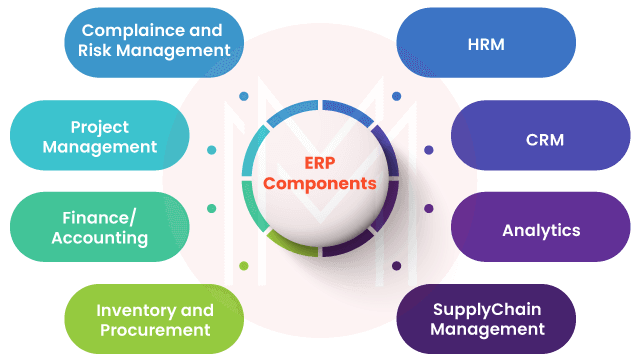 Complaince and
Risk Management
HRM
Project
Management
CRM
ERP
Components
Finance/
Accounting
Analytics
Inventory and
Procurement
SupplyChain
Management